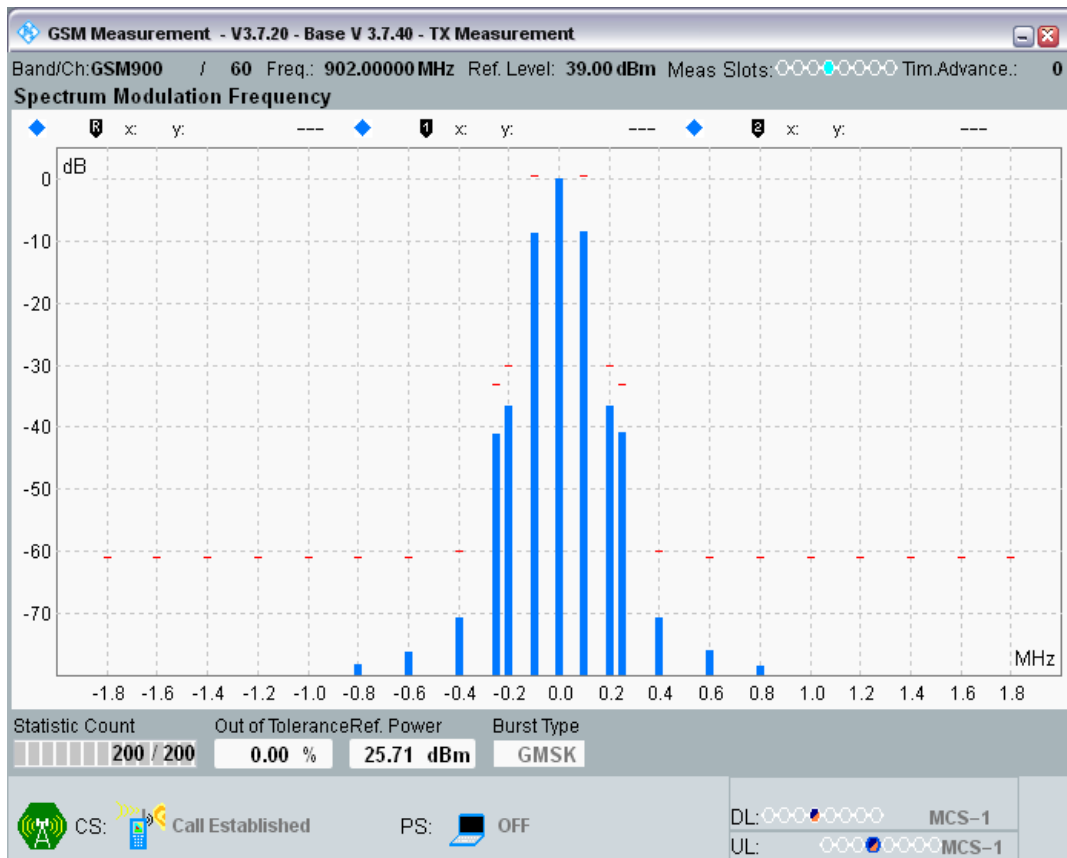 GSM Measurement - V3.7.20 - Base V 3.7.40 - TX Measurement
Band/Ch:GSM900 / 60 Freq.: 902.00000 MHz Ref. Level: 39.00 dBm Meas Slots: Tim.Advance.: 0
Spectrum Modulation Frequency
R x: y: --- 1 x: y: --- 2 x: y: ---
dB
0
-10
-20
-30
-40
-50
-60
-70
MHz
-1.8 -1.6 -1.4 -1.2 -1.0 -0.8 -0.6 -0.4 -0.2 0.0 0.2 0.4 0.6 0.8 1.0 1.2 1.4 1.6 1.8
Statistic Count Out of Tolerance Ref. Power Burst Type
200 / 200 0.00 % 25.71 dBm GMSK
CS: Call Established PS: OFF
DL: MCS-1
UL: MCS-1